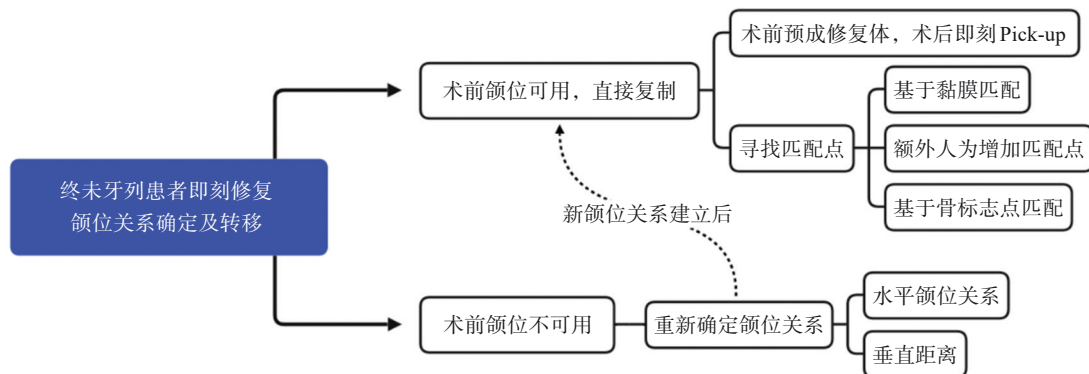 终末牙列患者即刻修复
颌位关系确定及转移
术前颌位可用，直接复制
术前预成修复体，术后即刻Pick-up
寻找匹配点
基于黏膜匹配
额外人为增加匹配点
基于骨标志点匹配
新颌位关系建立后
术前颌位不可用
重新确定颌位关系
水平颌位关系
垂直距离